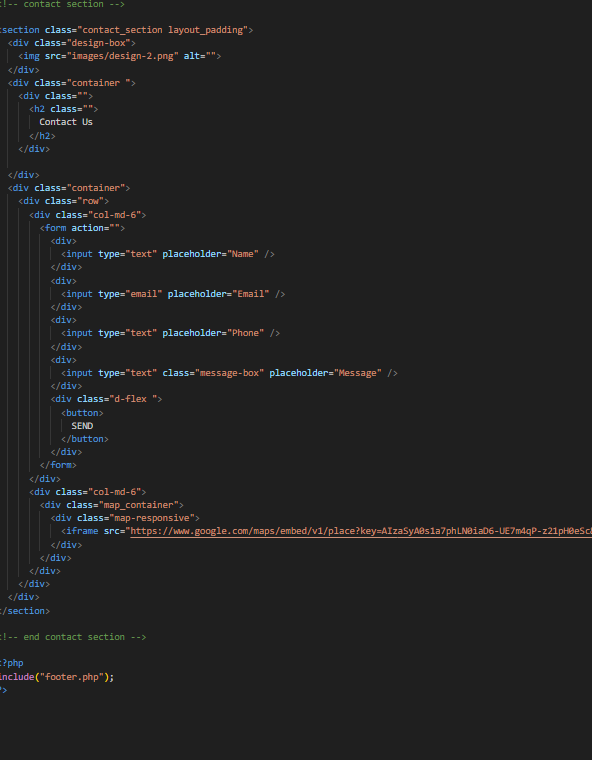 !-- contact section -->
section class="contact_section layout_padding">
<div class="design-box">
<img src="images/design-2.png" alt="">
</div>
<div class="container ">
<div class="">
<h2 class="">
Contact Us
</h2>
</div>
</div>
<div class="container">
<div class="row">
<div class="col-md-6">
<form action="">
<div>
<input type="text" placeholder="Name" />
</div>
<div>
<input type="email" placeholder="Email" />
</div>
<div>
<input type="text" placeholder="Phone" />
</div>
<div>
<input type="text" class="message-box" placeholder="Message" />
</div>
<div class="d-flex ">
<button>
SEND
</button>
</div>
</form>
</div>
<div class="col-md-6">
<div class="map_container">
<div class="map-responsive">
<iframe src="https://www.google.com/maps/embed/v1/place?key=AIzaSyA0s1a7phLN0iaD6-UE7m4qP-z21pH0eSc&
</div>
</div>
</div>
</div>
</div>
/section>
!-- end contact section -->
?php
include("footer.php");
?>